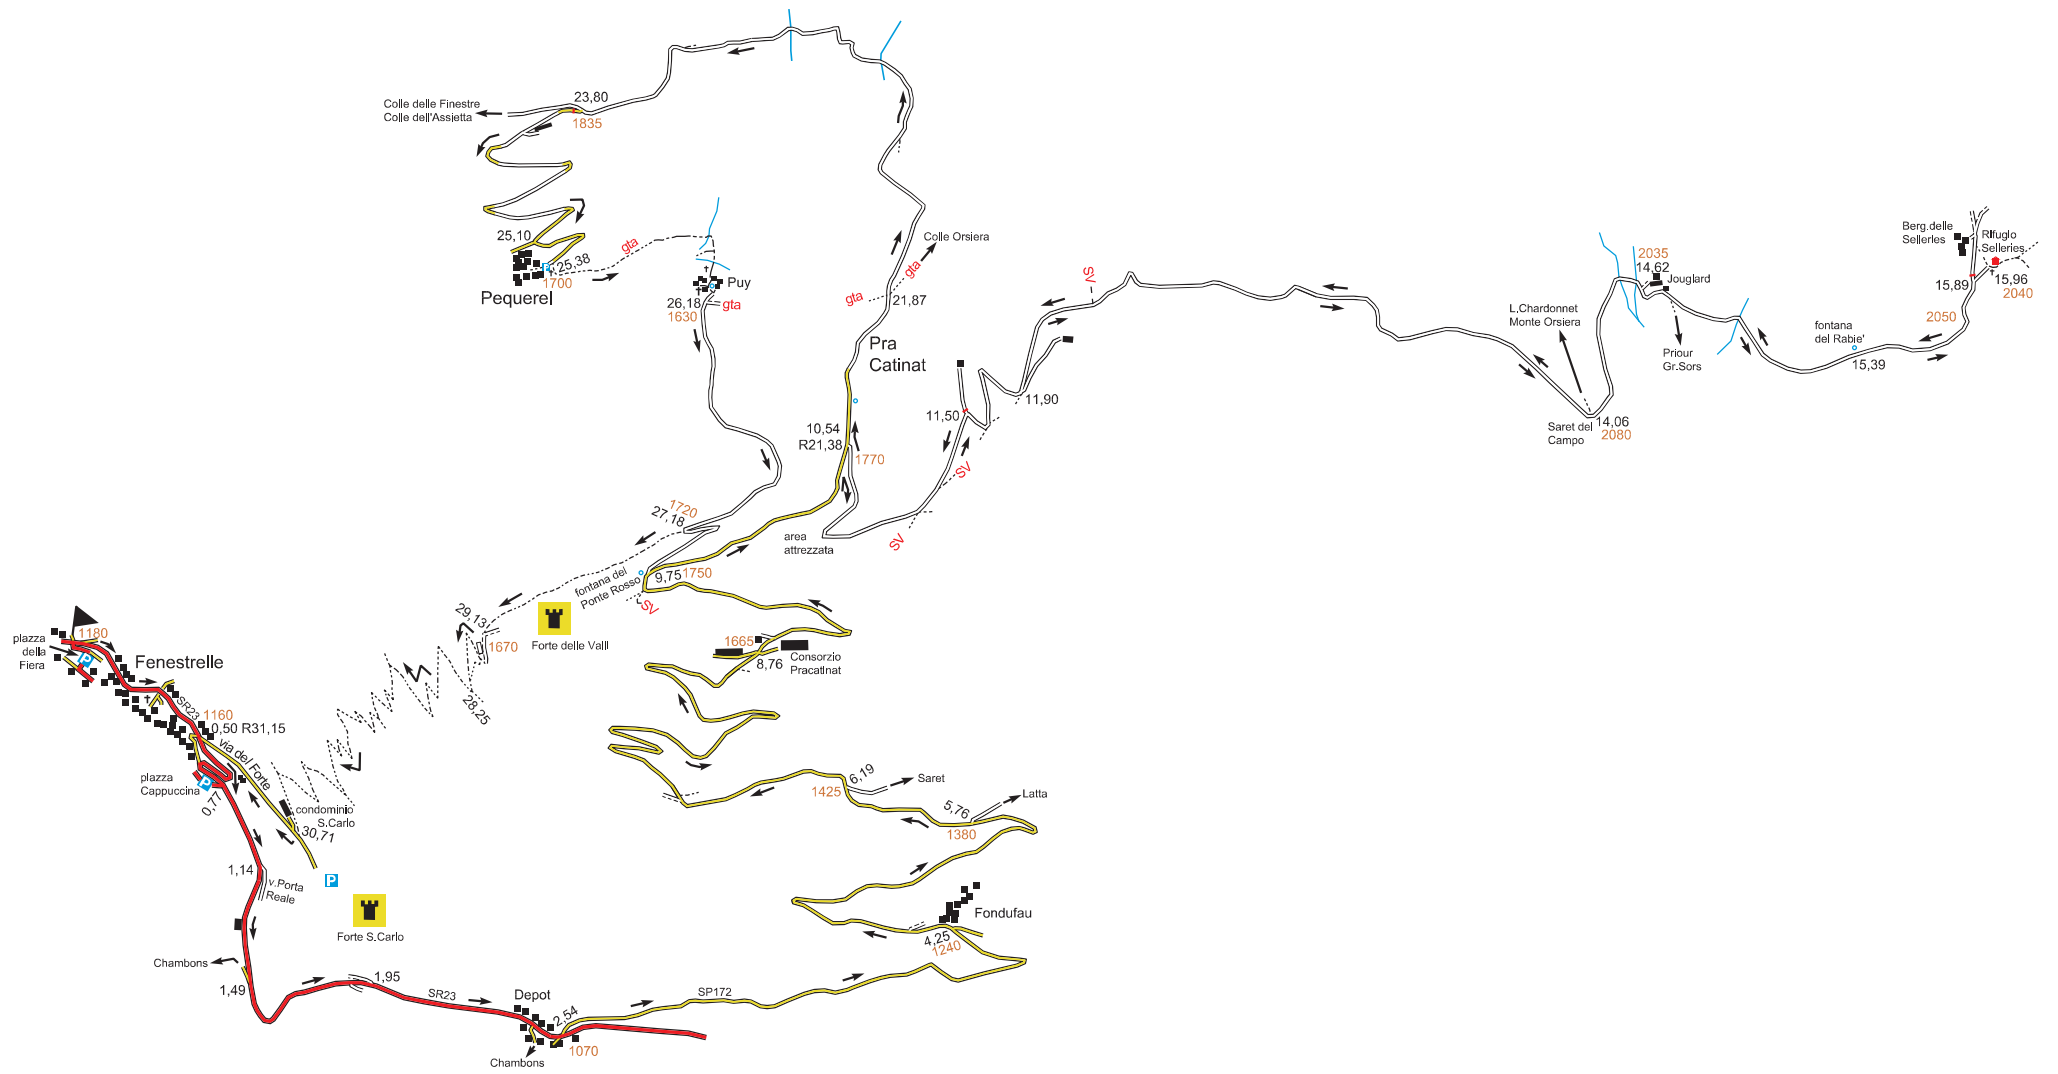 23,80
Colle delle Finestre
Colle dell'Assietta
1835
25,10
25,38
1700
Pequerel
gta
Puy
26,18
1630
gta
Colle Orsiera
gta
gta
21,87
Pra
Catinat
10,54
R21,38
1770
SV
11,50
11,90
SV
SV
L.Chardonnet
Monte Orsiera
2035
14,62
Jouglard
Priour
Gr.Sors
Saret del
Campo
14,06
2080
fontana
del Rabie'
15,39
Berg.delle
Selleries
Rifugio
Selleries
15,89
15,96
2040
2050
1720
27,18
area
attrezzata
fontana del
Ponte Rosso
9,75
1750
SV
29,13
1670
Forte delle Valli
28,25
1665
8,76
Consorzio
Pracatinat
piazza
della
Fiera
1180
P
Fenestrelle
SR23
1160
0,50 R31,15
via del Forte
piazza
Cappuccina
P
0,77
condominio
S.Carlo
30,71
6,19
Saret
1425
5,76
Latta
1380
1,14
v.Porta
Reale
P
Forte S.Carlo
Fondufau
4,25
1240
Chambons
1,49
1,95
SR23
Depot
2,54
SP172
1070
Chambons